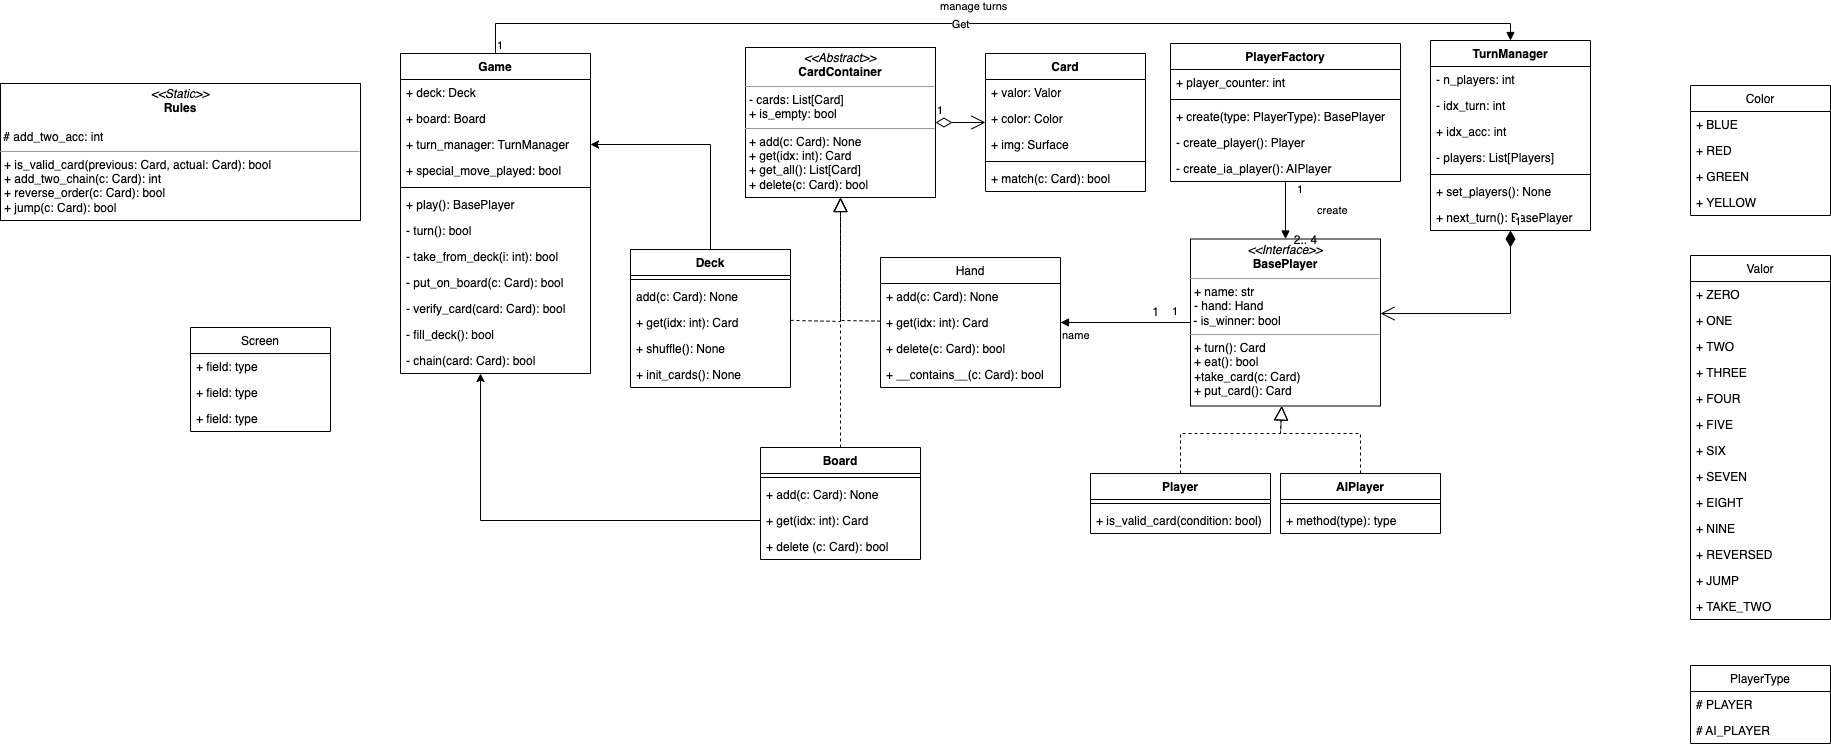 manage turns
Get
1
<<Static>>
Rules
# add_two_acc: int
+ is_valid_card(previous: Card, actual: Card): bool
+ add_two_chain(c: Card): int
+ reverse_order(c: Card): bool
+ jump(c: Card): bool
Screen
+ field: type
+ field: type
+ field: type
Game
+ deck: Deck
+ board: Board
+ turn_manager: TurnManager
+ special_move_played: bool
+ play(): BasePlayer
- turn(): bool
- take_from_deck(i: int): bool
- put_on_board(c: Card): bool
- verify_card(card: Card): bool
- fill_deck(): bool
- chain(card: Card): bool
<<Abstract>>
CardContainer
- cards: List[Card]
+ is_empty: bool
+ add(c: Card): None
+ get(idx: int): Card
+ get_all(): List[Card]
+ delete(c: Card): bool
1
Card
+ valor: Valor
+ color: Color
+ img: Surface
+ match(c: Card): bool
Deck
add(c: Card): None
+ get(idx: int): Card
+ shuffle(): None
+ init_cards(): None
Hand
+ add(c: Card): None
+ get(idx: int): Card
+ delete(c: Card): bool
+ __contains__(c: Card): bool
Board
+ add(c: Card): None
+ get(idx: int): Card
+ delete (c: Card): bool
PlayerFactory
+ player_counter: int
+ create(type: PlayerType): BasePlayer
- create_player(): Player
- create_ia_player(): AIPlayer
1
create
2.. 4
<<Interface>>
BasePlayer
+ name: str
- hand: Hand
- is_winner: bool
+ turn(): Card
+ eat(): bool
+take_card(c: Card)
+ put_card(): Card
1 1
name
Player
+ is_valid_card(condition: bool)
AIPlayer
+ method(type): type
TurnManager
- n_players: int
- idx_turn: int
+ idx_acc: int
- players: List[Players]
+ set_players(): None
+ next_turn(): BasePlayer
1
Color
+ BLUE
+ RED
+ GREEN
+ YELLOW
Valor
+ ZERO
+ ONE
+ TWO
+ THREE
+ FOUR
+ FIVE
+ SIX
+ SEVEN
+ EIGHT
+ NINE
+ REVERSED
+ JUMP
+ TAKE_TWO
PlayerType
# PLAYER
# AI_PLAYER